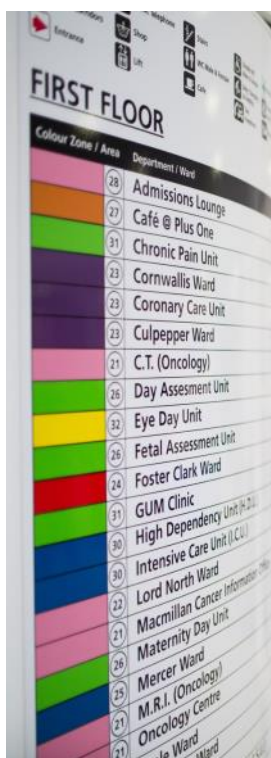 Telephone
Stairs
Shop
Entrance
Lift
Cafe
FIRST FLOOR
Colour Zone / Area Department / Ward
28 Admissions Lounge
27 Café @ Plus One
31 Chronic Pain Unit
23 Cornwallis Ward
23 Coronary Care Unit
23 Culpepper Ward
21 C.T. (Oncology)
26 Day Assesment Unit
32 Eye Day Unit
26 Fetal Assessment Unit
24 Foster Clark Ward
31 GUM Clinic
30 High Dependency Unit (H.D.U.)
30 Intensive Care Unit (I.C.U.)
22 Lord North Ward
21 Macmillan Cancer Information
26 Maternity Day Unit
25 Mercer Ward
21 M.R.I. (Oncology)
21 Oncology Centre
Ward
Ward